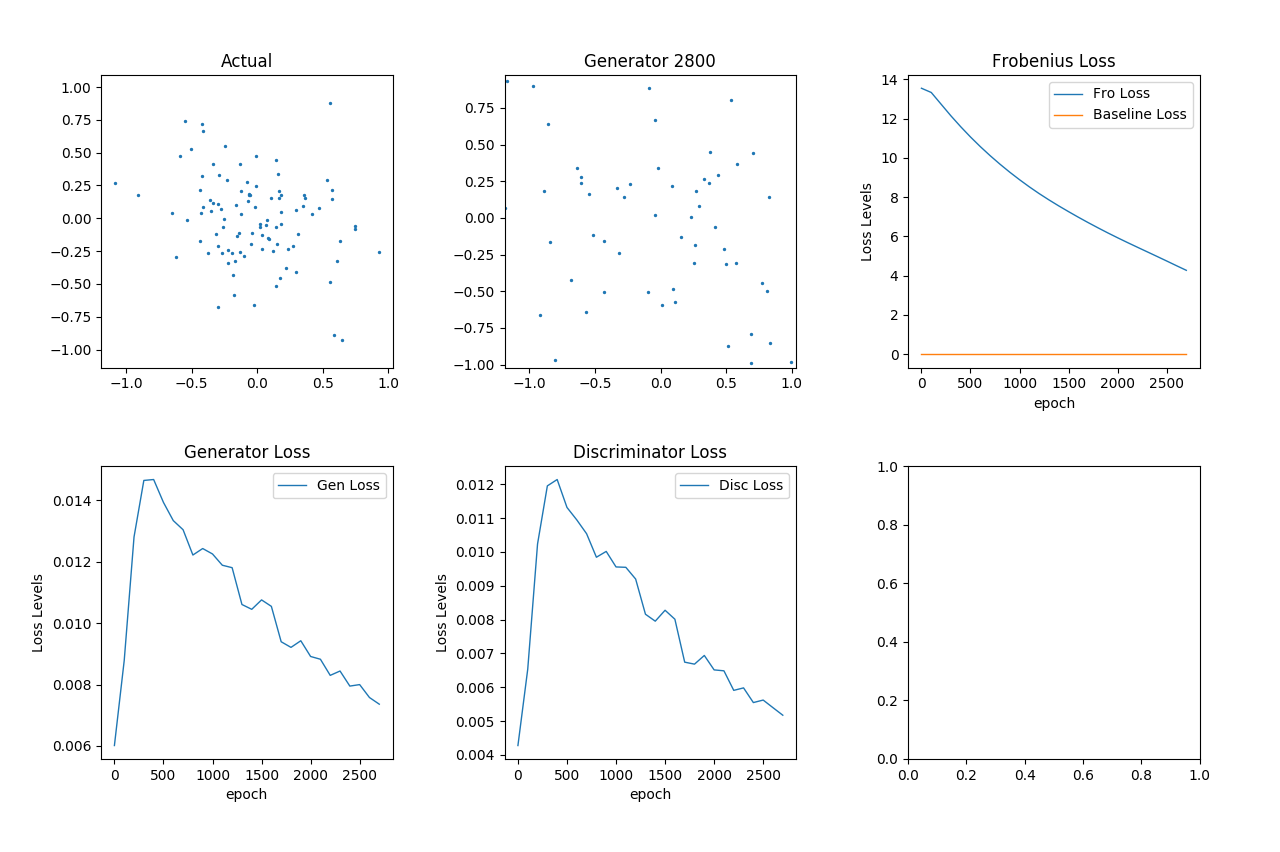 Actual
1.00
0.75
0.50
0.25
0.00
−0.25
−0.50
−0.75
−1.00
−1.0 −0.5 0.0 0.5 1.0
Generator 2800
0.75
0.50
0.25
0.00
−0.25
−0.50
−0.75
−1.00
−1.0 −0.5 0.0 0.5 1.0
Frobenius Loss
Fro Loss
Baseline Loss
Loss Levels
14
12
10
8
6
4
2
0
0 500 1000 1500 2000 2500
epoch
Generator Loss
Gen Loss
Loss Levels
0.014
0.012
0.010
0.008
0.006
0 500 1000 1500 2000 2500
epoch
Discriminator Loss
Disc Loss
Loss Levels
0.012
0.011
0.010
0.009
0.008
0.007
0.006
0.005
0.004
0 500 1000 1500 2000 2500
epoch
1.0
0.8
0.6
0.4
0.2
0.0
0.0 0.2 0.4 0.6 0.8 1.0